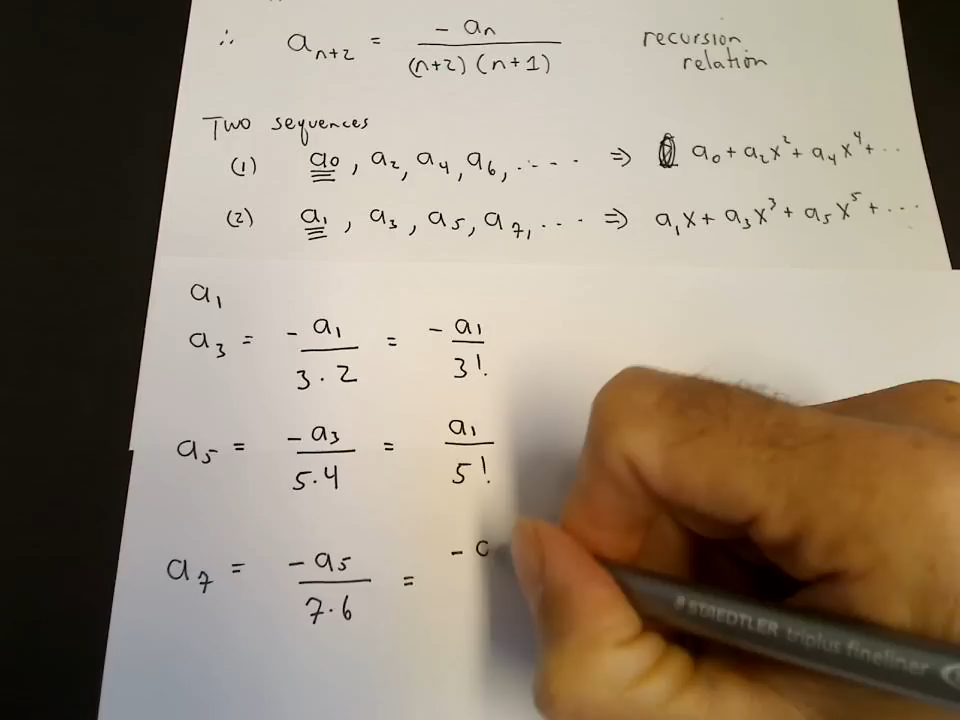 ∴ a_{n+2} = -a_n / (n+2)(n+1) recursion relation
Two sequences
(1) a_0, a_2, a_4, a_6, ..... ⇒ a_0 + a_2x^2 + a_4x^4 + ...
(2) a_1, a_3, a_5, a_7, ... ⇒ a_1x + a_3x^3 + a_5x^5 + ...
a_1
a_3 = -a_1 / 3·2 = -a_1 / 3!
a_5 = -a_3 / 5·4 = a_1 / 5!
a_7 = -a_5 / 7·6 = -
STAEDTLER triplus fineliner